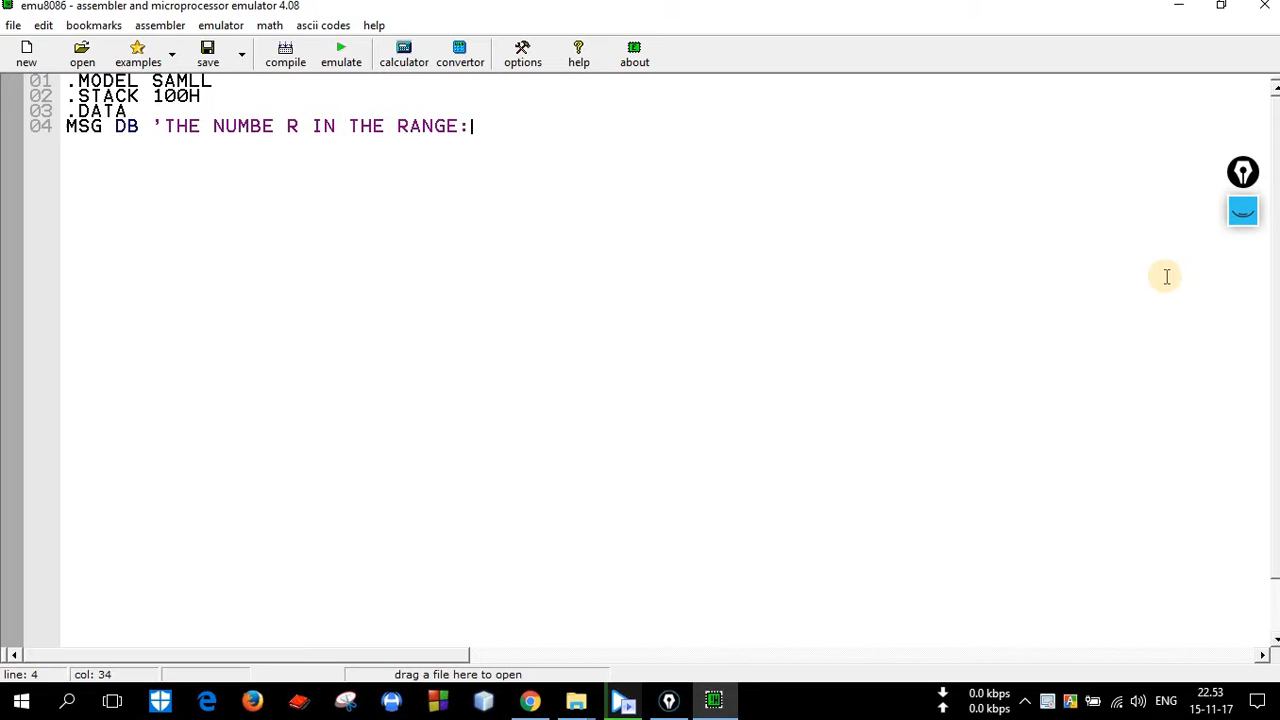 emu8086 - assembler and microprocessor emulator 4.08
file edit bookmarks assembler emulator math ascii codes help
new open examples save compile emulate calculator convertor options help about
01 .MODEL SAMLL
02 .STACK 100H
03 .DATA
04 MSG DB 'THE NUMBE R IN THE RANGE:
line: 4 col: 34 drag a file here to open
0.0 kbps
0.0 kbps
ENG
22.53
15-11-17